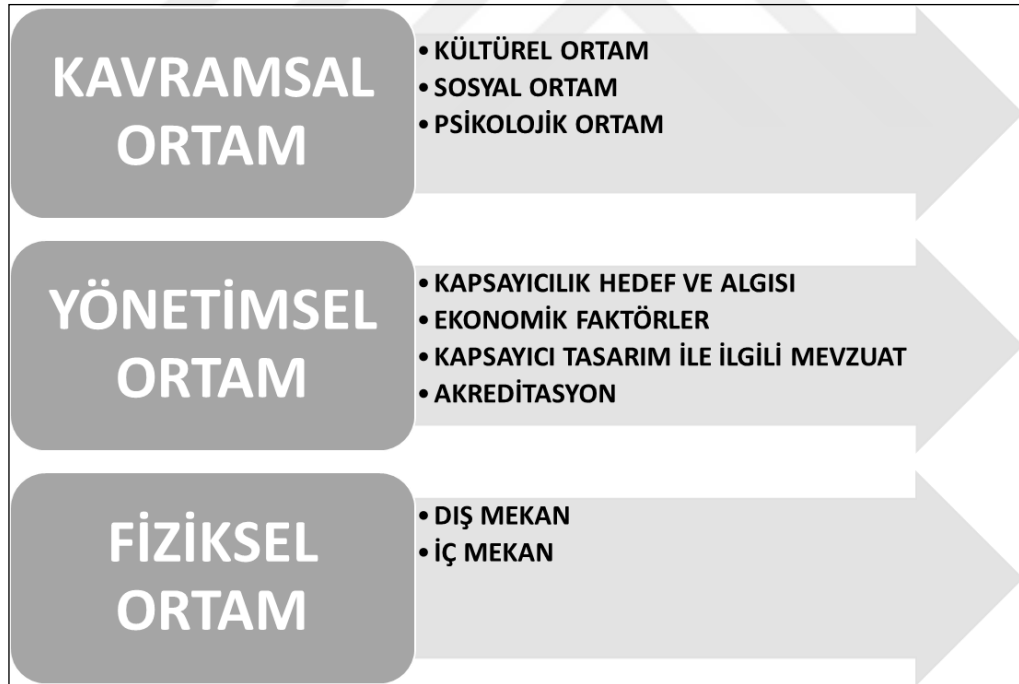 KAVRAMSAL
ORTAM
• KÜLTÜREL ORTAM
• SOSYAL ORTAM
• PSİKOLOJİK ORTAM
YÖNETİMSEL
ORTAM
• KAPSAYICILIK HEDEF VE ALGISI
• EKONOMİK FAKTÖRLER
• KAPSAYICI TASARIM İLE İLGİLİ MEVZUAT
• AKREDİTASYON
FİZİKSEL
ORTAM
• DIŞ MEKAN
• İÇ MEKAN